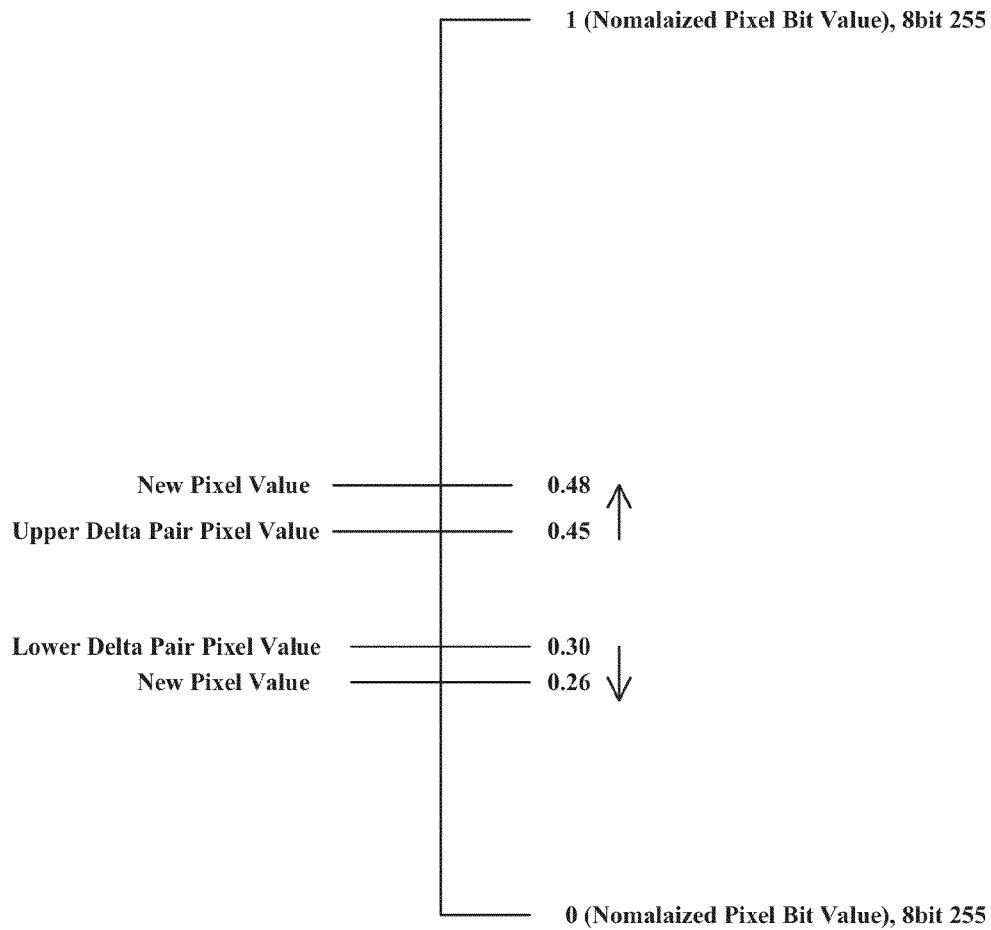 1 (Nomalaized Pixel Bit Value), 8bit 255
New Pixel Value 0.48
Upper Delta Pair Pixel Value 0.45
Lower Delta Pair Pixel Value 0.30
New Pixel Value 0.26
0 (Nomalaized Pixel Bit Value), 8bit 255